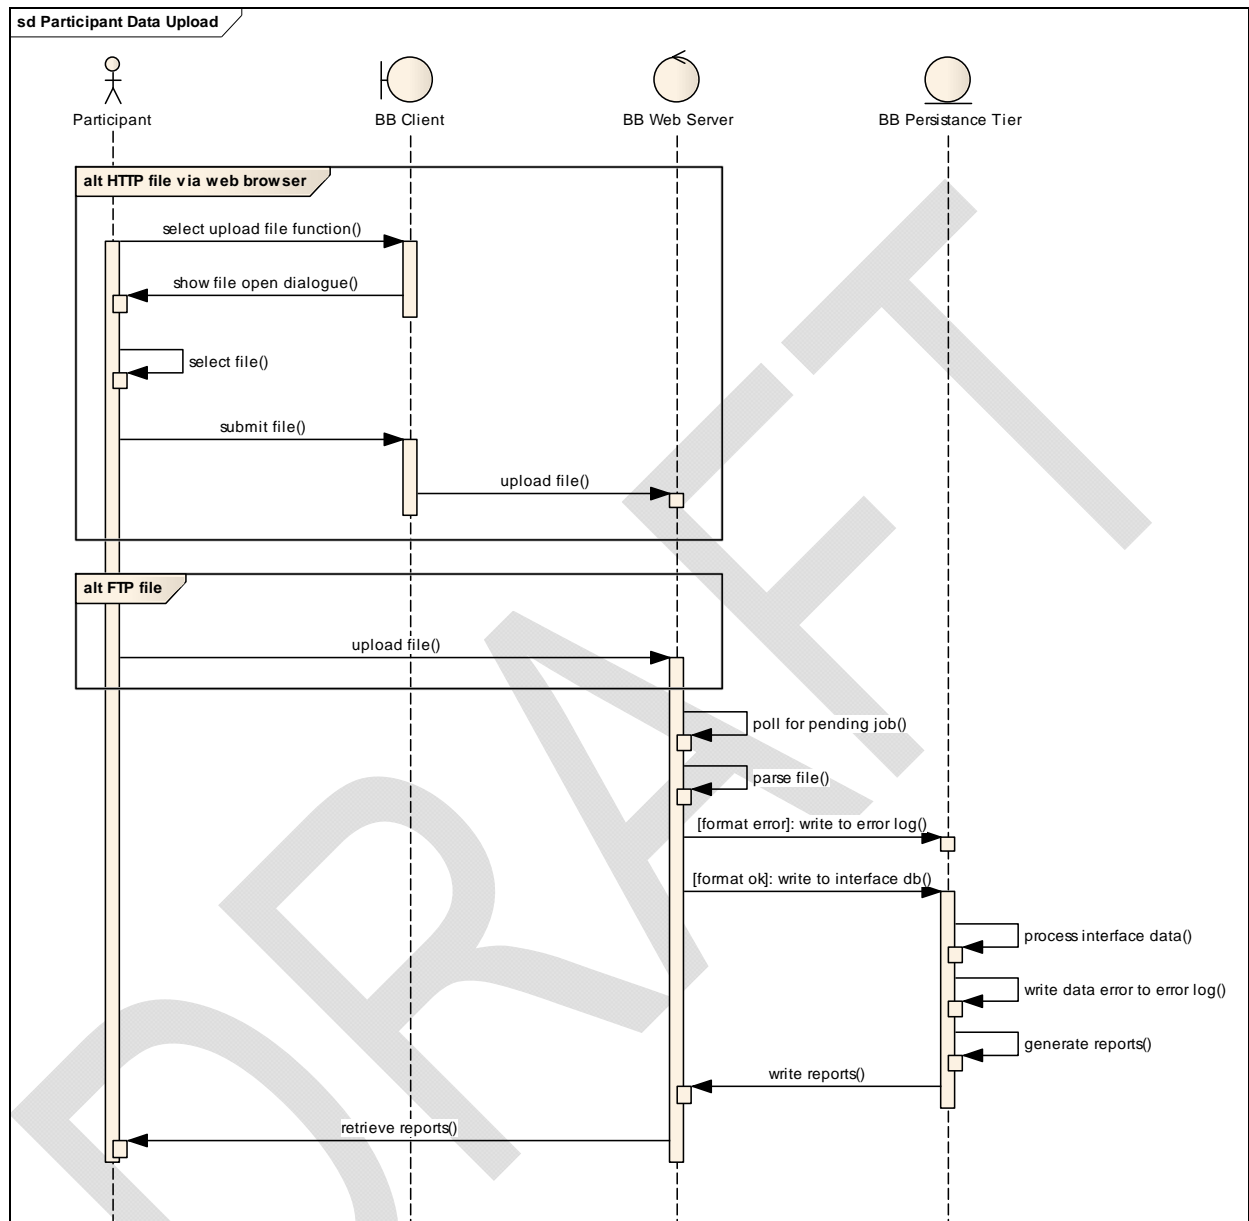 sd Participant Data Upload
Participant
BB Client
BB Web Server
BB Persistance Tier
alt HTTP file via web browser
select upload file function()
show file open dialogue()
select file()
submit file()
upload file()
alt FTP file
upload file()
poll for pending job()
parse file()
[format error]: write to error log()
[format ok]: write to interface db()
process interface data()
write data error to error log()
generate reports()
write reports()
retrieve reports()
DRAFT